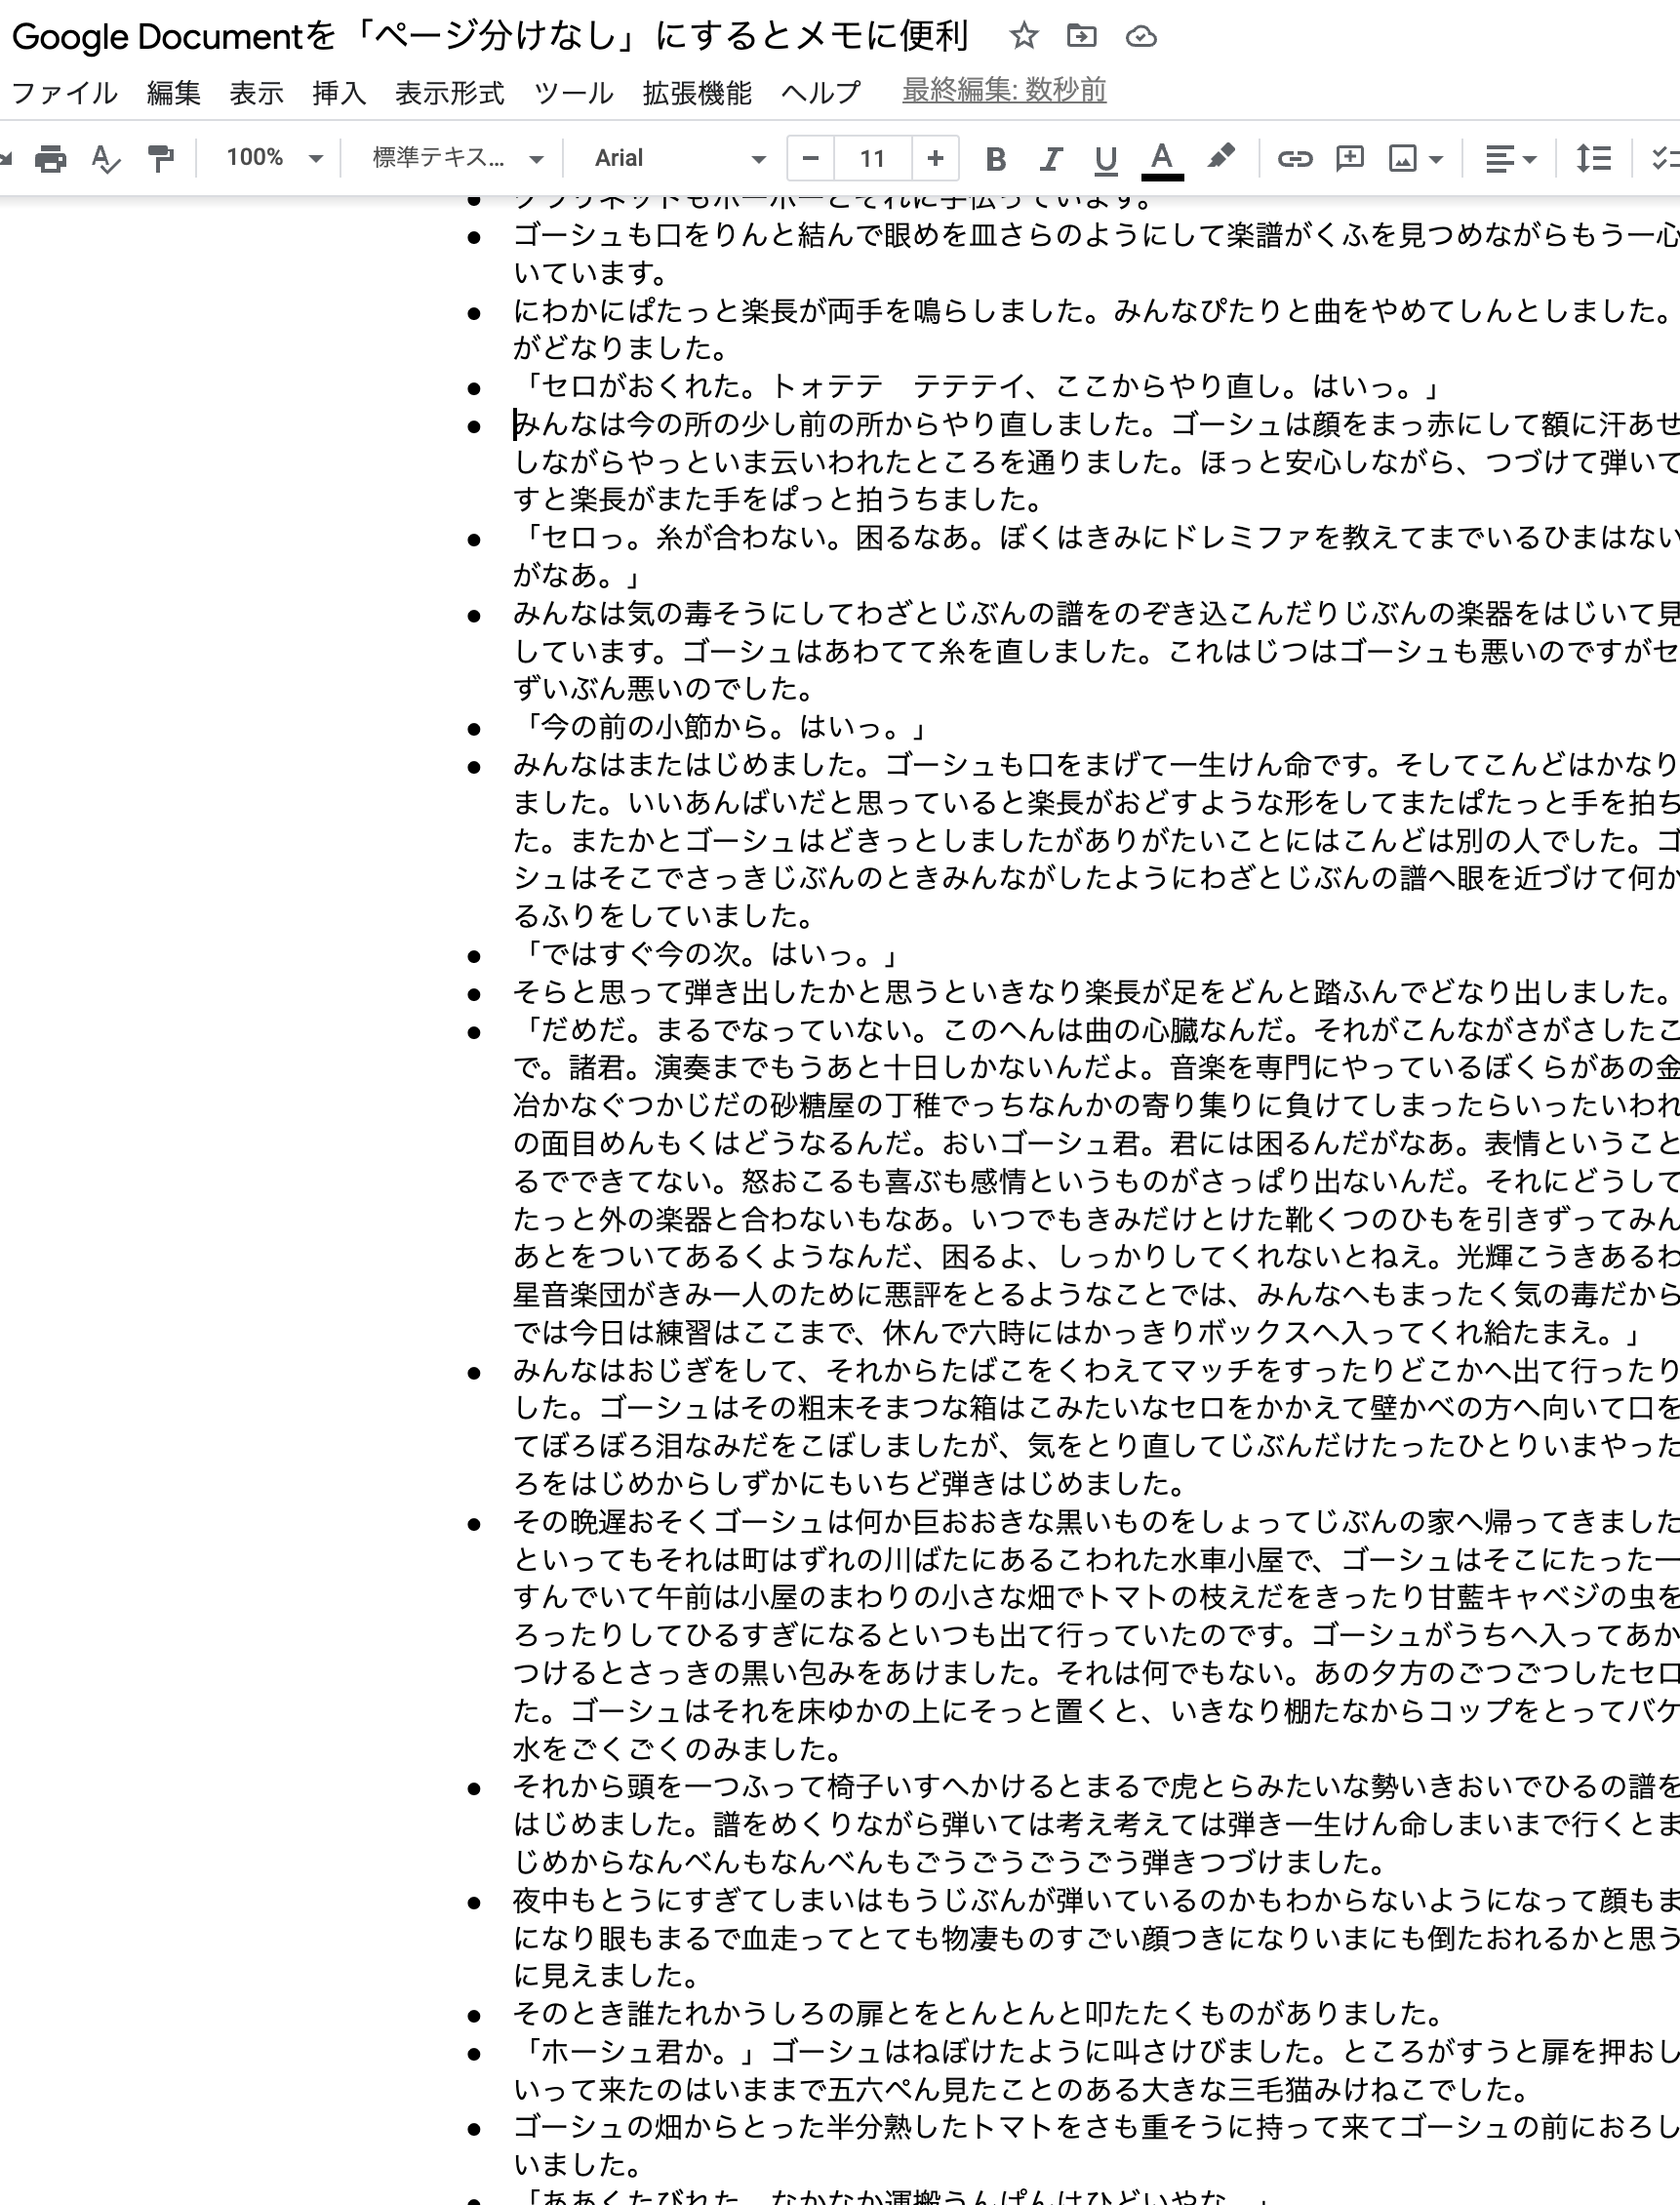 Google Documentを「ページ分けなし」にするとメモに便利
ファイル 編集 表示 挿入 表示形式 ツール 拡張機能 ヘルプ 最終編集: 数秒前
100% 標準テキス... Arial − 11 + B I U A
クラリネットもボーボーとそれに手伝っています。
● ゴーシュも口をりんと結んで眼めを皿さらのようにして楽譜がくふを見つめながらもう一心
いています。
● にわかにぱたっと楽長が両手を鳴らしました。みんなぴたりと曲をやめてしんとしました。
がどなりました。
● 「セロがおくれた。トォテテ　テテテイ、ここからやり直し。はいっ。」
● みんなは今の所の少し前の所からやり直しました。ゴーシュは顔をまっ赤にして額に汗あせ
しながらやっといま云いわれたところを通りました。ほっと安心しながら、つづけて弾いて
すと楽長がまた手をぱっと拍うちました。
● 「セロっ。糸が合わない。困るなあ。ぼくはきみにドレミファを教えてまでいるひまはない
がなあ。」
● みんなは気の毒そうにしてわざとじぶんの譜をのぞき込こんだりじぶんの楽器をはじいて見
しています。ゴーシュはあわてて糸を直しました。これはじつはゴーシュも悪いのですがセ
ずいぶん悪いのでした。
● 「今の前の小節から。はいっ。」
● みんなはまたはじめました。ゴーシュも口をまげて一生けん命です。そしてこんどはかなり
ました。いいあんばいだと思っていると楽長がおどすような形をしてまたぱたっと手を拍ち
た。またかとゴーシュはどきっとしましたがありがたいことにはこんどは別の人でした。ゴ
シュはそこでさっきじぶんのときみんながしたようにわざとじぶんの譜へ眼を近づけて何か
るふりをしていました。
● 「ではすぐ今の次。はいっ。」
● そらと思って弾き出したかと思うといきなり楽長が足をどんと踏ふんでどなり出しました。
● 「だめだ。まるでなっていない。このへんは曲の心臓なんだ。それがこんながさがさしたこ
で。諸君。演奏までもうあと十日しかないんだよ。音楽を専門にやっているぼくらがあの金
冶かなぐつかじだの砂糖屋の丁稚でっちなんかの寄り集りに負けてしまったらいったいわれ
の面目めんもくはどうなるんだ。おいゴーシュ君。君には困るんだがなあ。表情ということ
るでできてない。怒おこるも喜ぶも感情というものがさっぱり出ないんだ。それにどうして
たっと外の楽器と合わないもなあ。いつでもきみだけとけた靴くつのひもを引きずってみん
あとをついてあるくようなんだ、困るよ、しっかりしてくれないとねえ。光輝こうきあるわ
星音楽団がきみ一人のために悪評をとるようなことでは、みんなへもまったく気の毒だから
では今日は練習はここまで、休んで六時にはかっきりボックスへ入ってくれ給たまえ。」
● みんなはおじぎをして、それからたばこをくわえてマッチをすったりどこかへ出て行ったり
した。ゴーシュはその粗末そまつな箱はこみたいなセロをかかえて壁かべの方へ向いて口を
てぼろぼろ泪なみだをこぼしましたが、気をとり直してじぶんだけたったひとりいまやった
ろをはじめからしずかにもいちど弾きはじめました。
● その晩遅おそくゴーシュは何か巨おおきな黒いものをしょってじぶんの家へ帰ってきました
といってもそれは町はずれの川ばたにあるこわれた水車小屋で、ゴーシュはそこにたった一
すんでいて午前は小屋のまわりの小さな畑でトマトの枝えだをきったり甘藍キャベジの虫を
ろったりしてひるすぎになるといつも出て行っていたのです。ゴーシュがうちへ入ってあか
つけるとさっきの黒い包みをあけました。それは何でもない。あの夕方のごつごつしたセロ
た。ゴーシュはそれを床ゆかの上にそっと置くと、いきなり棚たなからコップをとってバケ
水をごくごくのみました。
● それから頭を一つふって椅子いすへかけるとまるで虎とらみたいな勢いきおいでひるの譜を
はじめました。譜をめくりながら弾いては考え考えては弾き一生けん命しまいまで行くとま
じめからなんべんもなんべんもごうごうごうごう弾きつづけました。
● 夜中もとうにすぎてしまいはもうじぶんが弾いているのかもわからないようになって顔もま
になり眼もまるで血走ってとても物凄ものすごい顔つきになりいまにも倒たおれるかと思う
に見えました。
● そのとき誰たれかうしろの扉とをとんとんと叩たたくものがありました。
● 「ホーシュ君か。」ゴーシュはねぼけたように叫さけびました。ところがすうと扉を押おし
いって来たのはいままで五六ぺん見たことのある大きな三毛猫みけねこでした。
● ゴーシュの畑からとった半分熟したトマトをさも重そうに持って来てゴーシュの前におろし
いました。
● 「ああくたびれた。なかなか運搬うんぱんはひどいやな。」